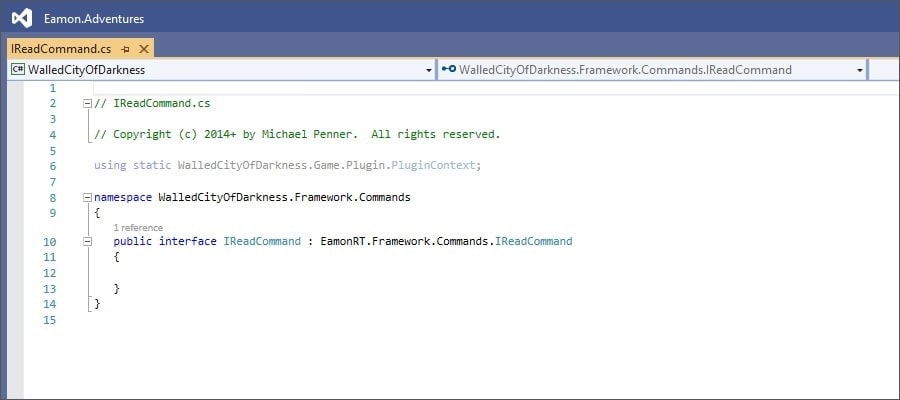 Eamon.Adventures
IReadCommand.cs
C# WalledCityOfDarkness WalledCityOfDarkness.Framework.Commands.IReadCommand
1
2 // IReadCommand.cs
3
4 // Copyright (c) 2014+ by Michael Penner.  All rights reserved.
5
6 using static WalledCityOfDarkness.Game.Plugin.PluginContext;
7
8 namespace WalledCityOfDarkness.Framework.Commands
9 {
1 reference
10 public interface IReadCommand : EamonRT.Framework.Commands.IReadCommand
11 {
12
13 }
14 }
15